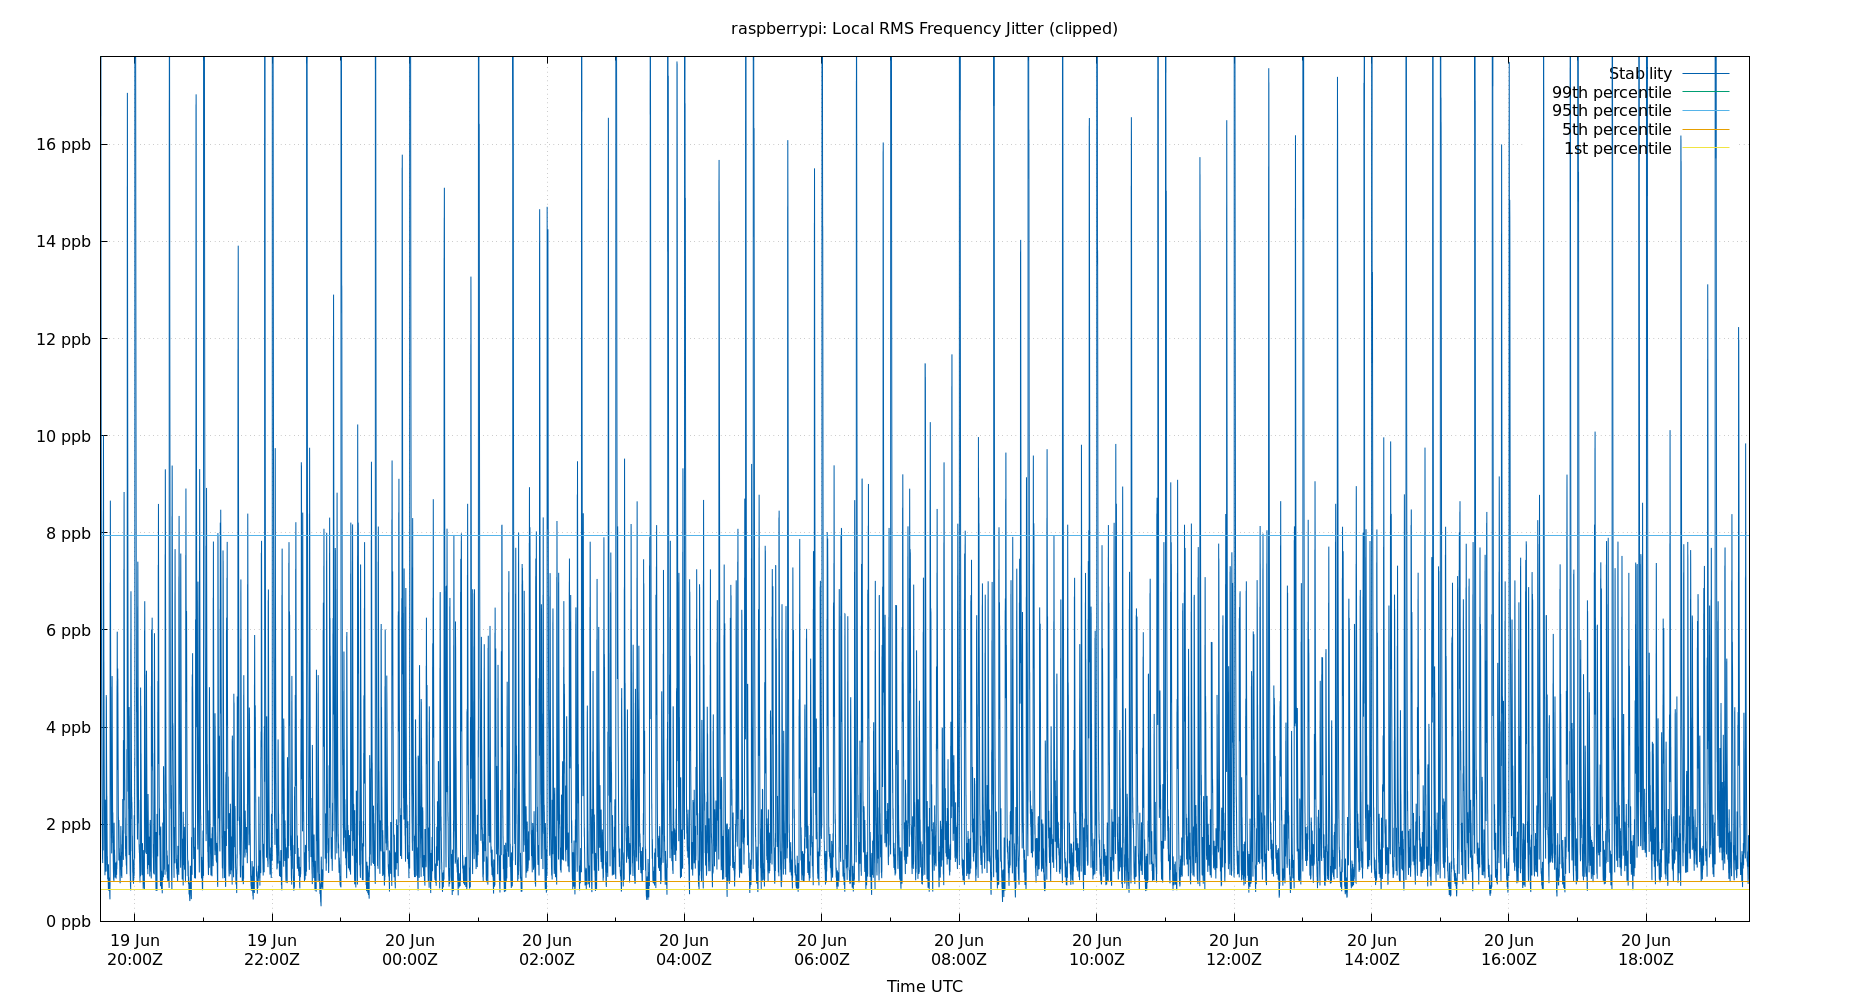 raspberrypi: Local RMS Frequency Jitter (clipped)
Stability
99th percentile
95th percentile
5th percentile
1st percentile
16 ppb
14 ppb
12 ppb
10 ppb
8 ppb
6 ppb
4 ppb
2 ppb
0 ppb
19 Jun 19 Jun 20 Jun 20 Jun 20 Jun 20 Jun 20 Jun 20 Jun 20 Jun 20 Jun 20 Jun 20 Jun
20:00Z 22:00Z 00:00Z 02:00Z 04:00Z 06:00Z 08:00Z 10:00Z 12:00Z 14:00Z 16:00Z 18:00Z
Time UTC